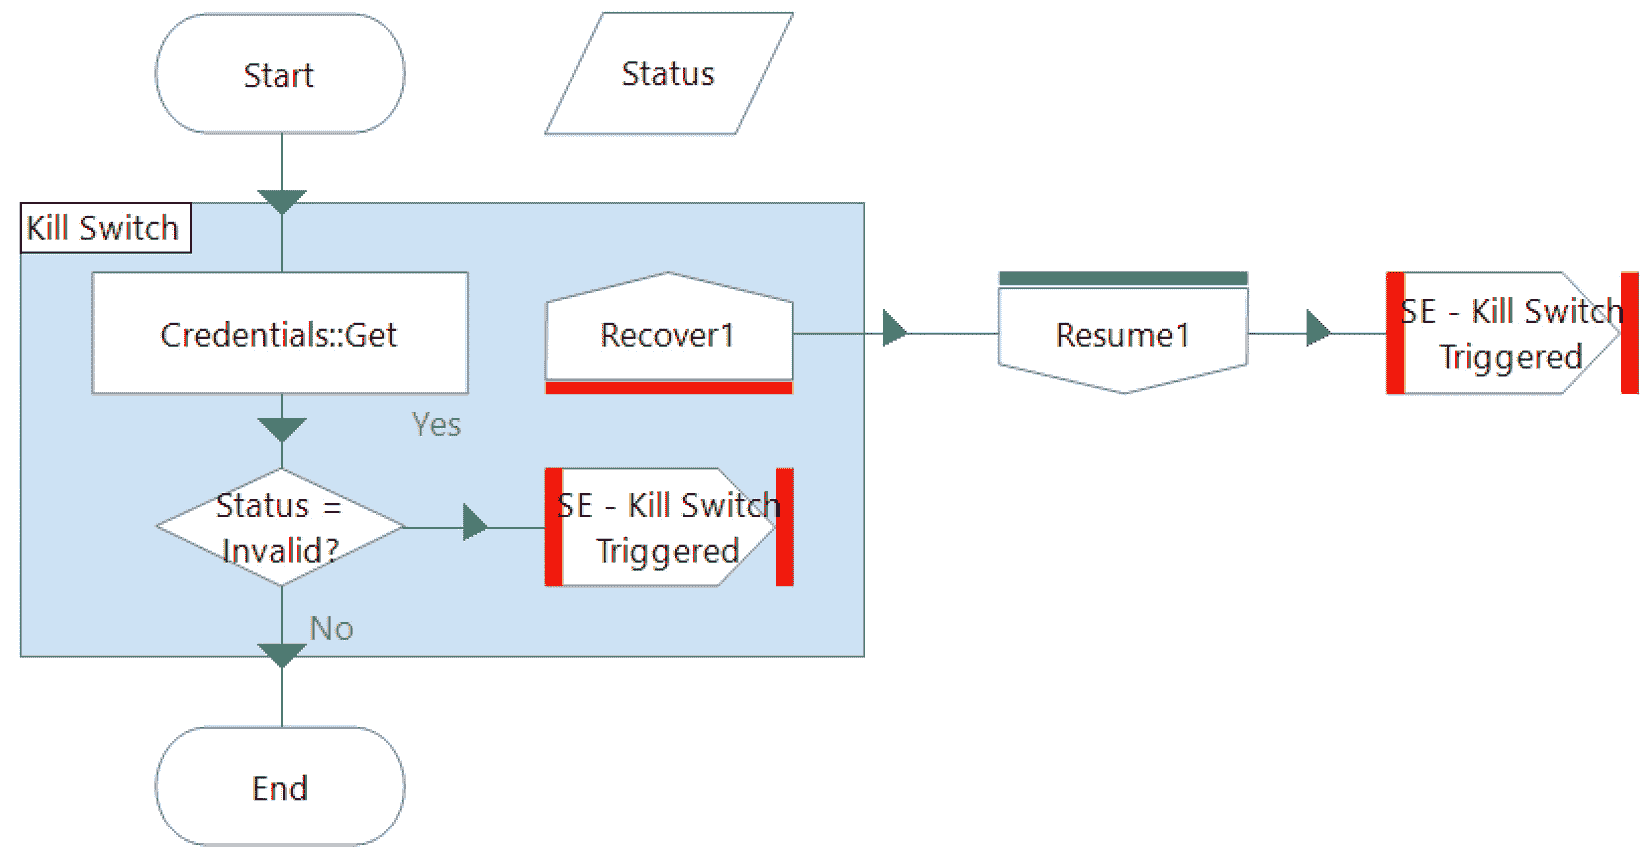 Start
Status
Kill Switch
Credentials::Get
Recover1
Resume1
SE - Kill Switch
Triggered
Yes
Status =
Invalid?
SE - Kill Switch
Triggered
No
End